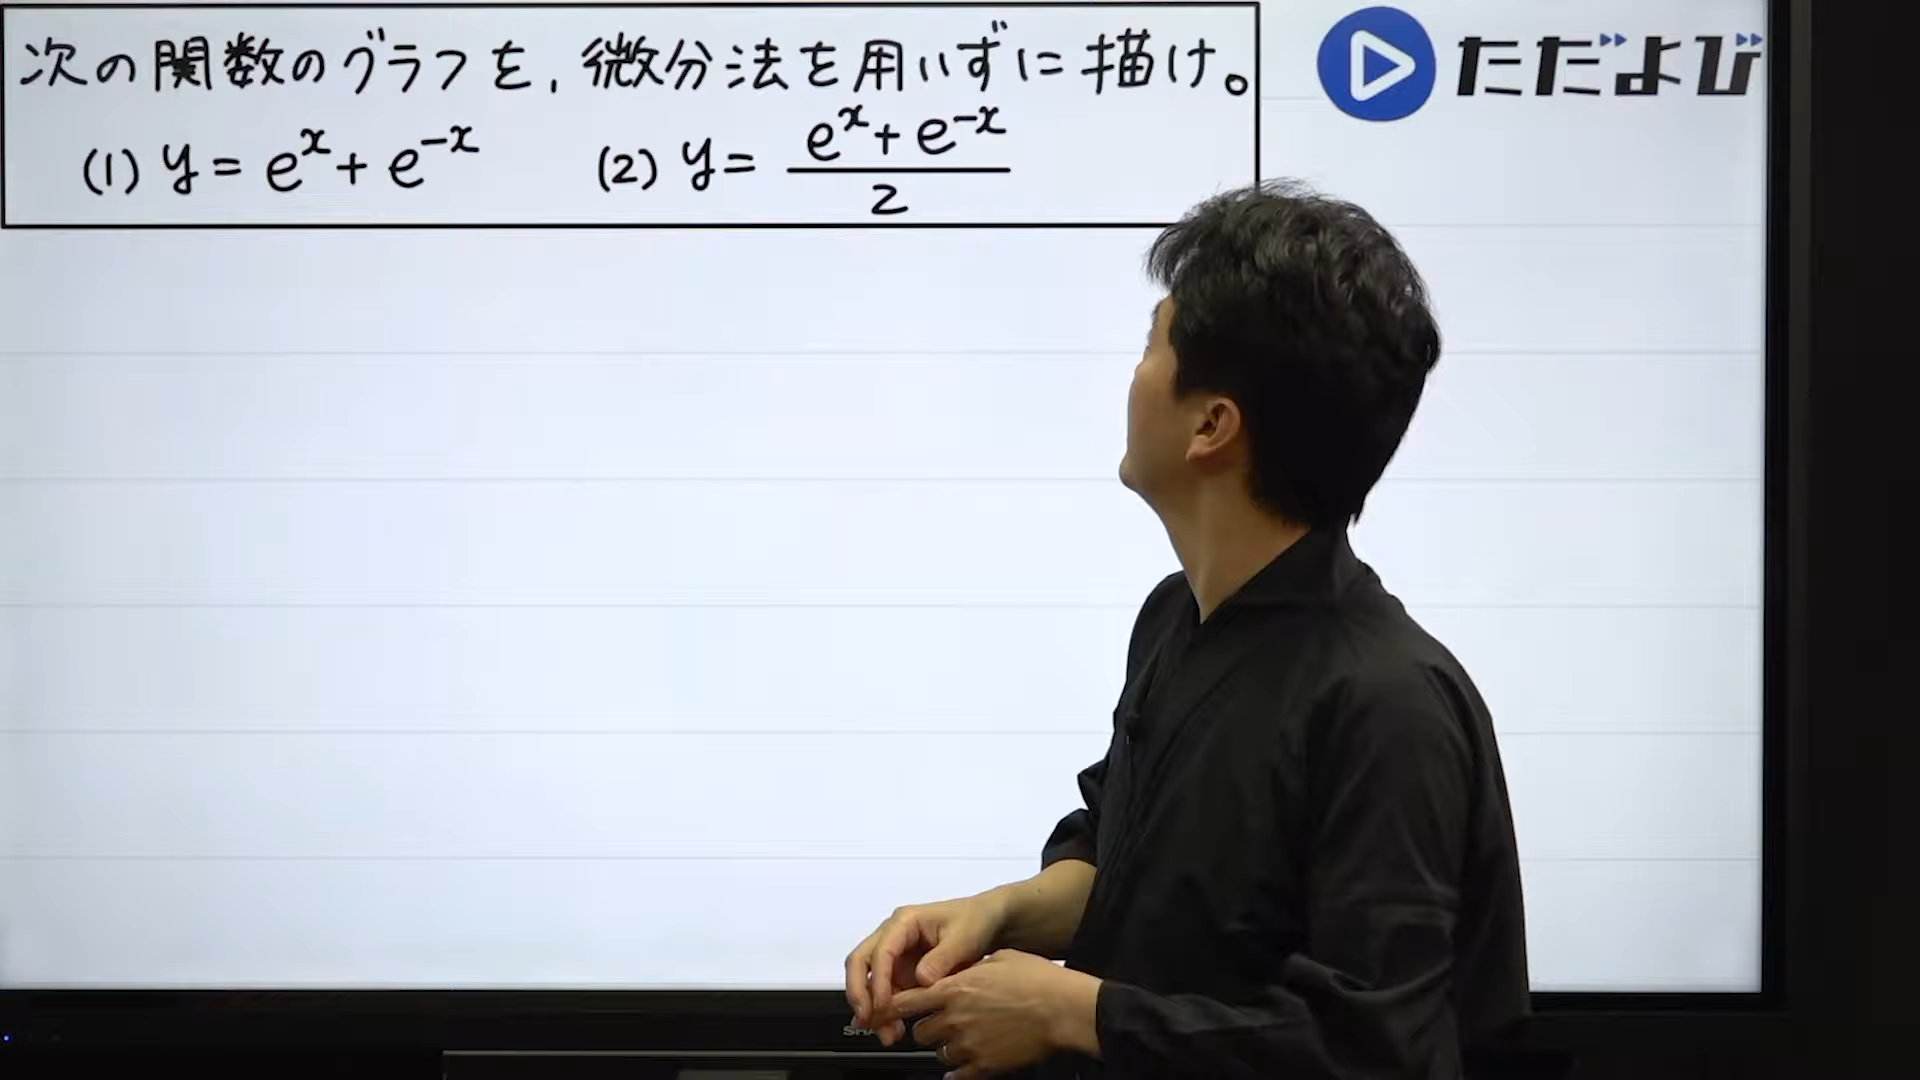 次の関数のグラフを,微分法を用いずに描け。
(1) y = e^x + e^{-x} (2) y = \frac{e^x + e^{-x}}{2}
ただよび